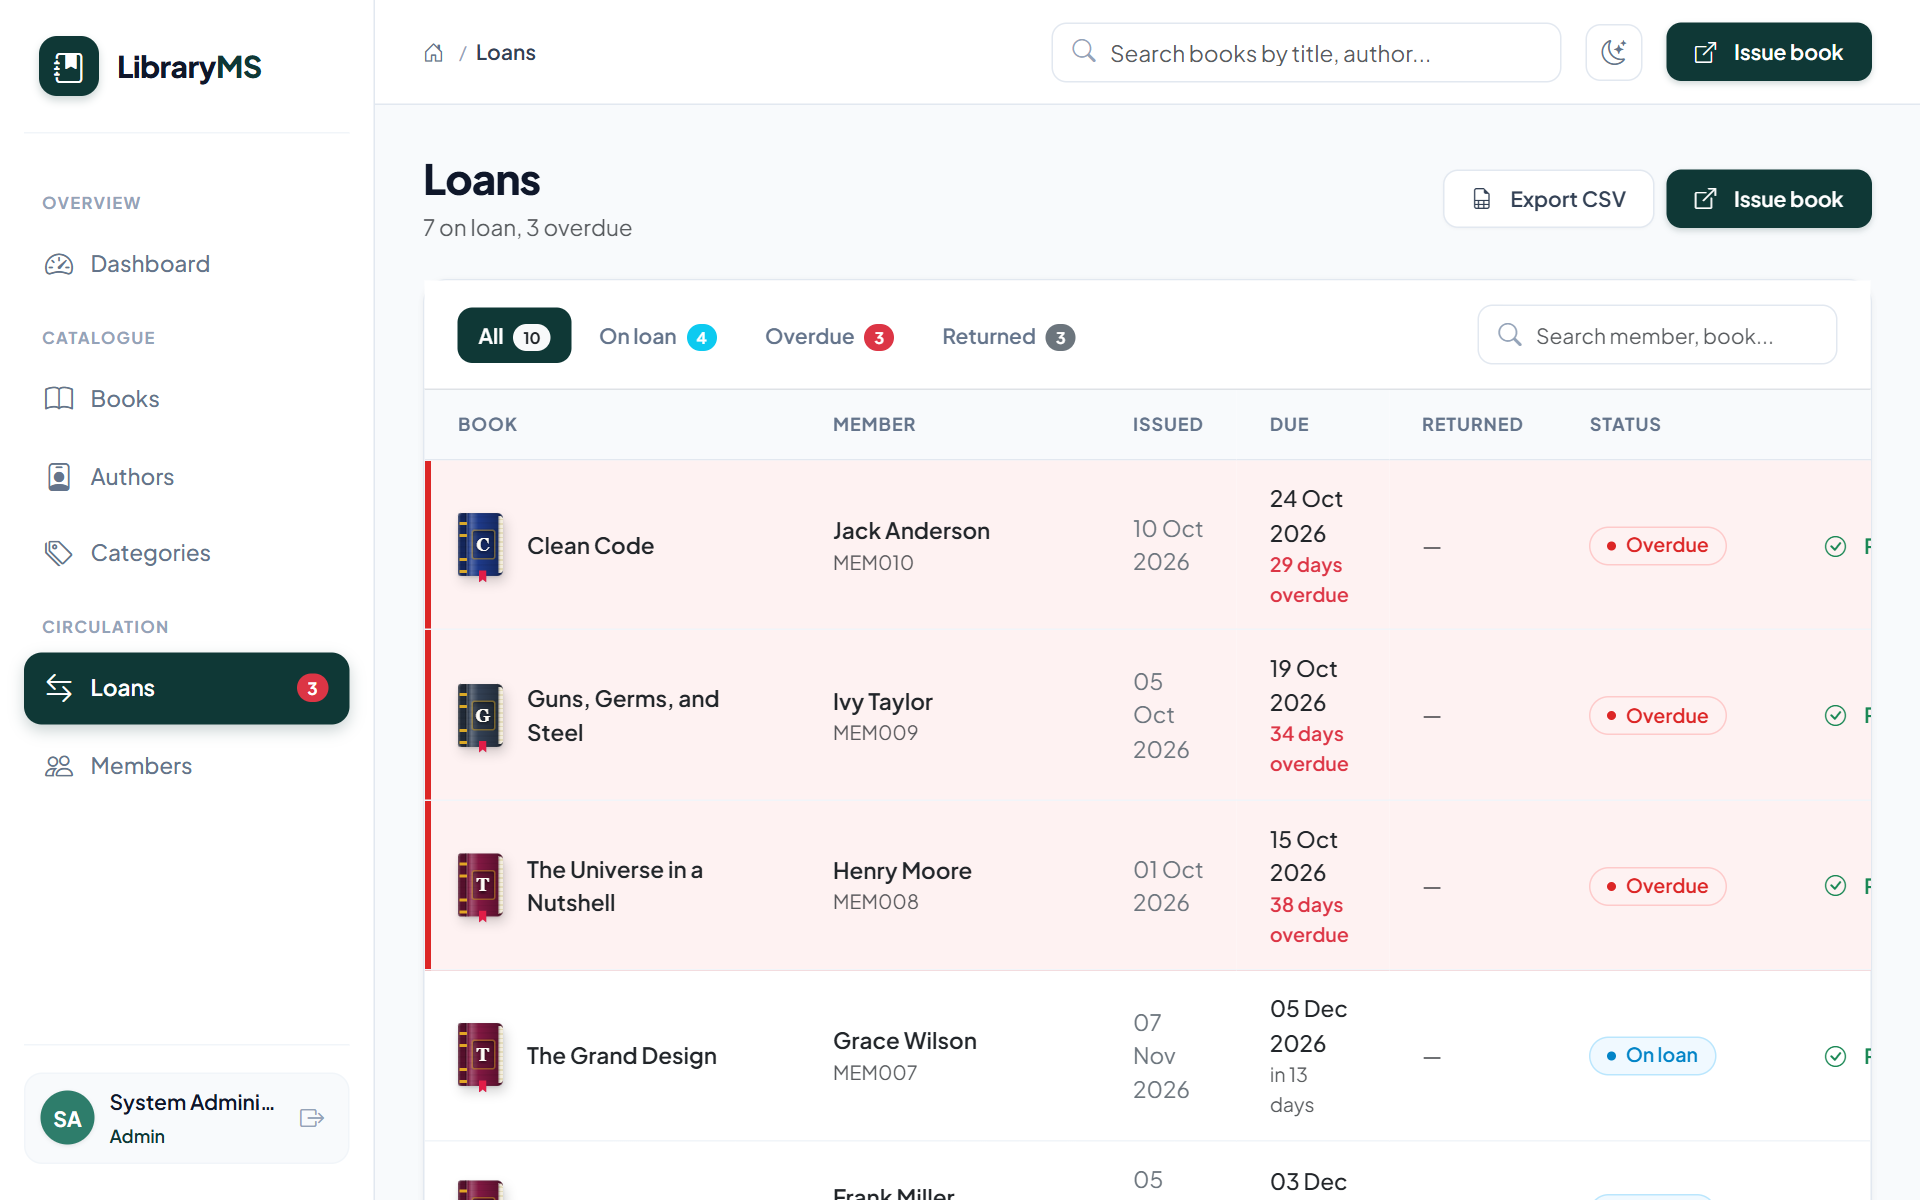 LibraryMS
/ Loans
Search books by title, author...
Issue book
OVERVIEW
Dashboard
CATALOGUE
Books
Authors
Categories
CIRCULATION
Loans 3
Members
SA
System Admini...
Admin
Loans
7 on loan, 3 overdue
Export CSV
Issue book
All 10
On loan 4
Overdue 3
Returned 3
Search member, book...
BOOK MEMBER ISSUED DUE RETURNED STATUS
C
Clean Code
Jack Anderson
MEM010
10 Oct
2026
24 Oct
2026
29 days
overdue
—
Overdue
G
Guns, Germs, and
Steel
Ivy Taylor
MEM009
05
Oct
2026
19 Oct
2026
34 days
overdue
—
Overdue
T
The Universe in a
Nutshell
Henry Moore
MEM008
01 Oct
2026
15 Oct
2026
38 days
overdue
—
Overdue
T
The Grand Design
Grace Wilson
MEM007
07
Nov
2026
05 Dec
2026
in 13
days
—
On loan
Frank Miller
05
03 Dec